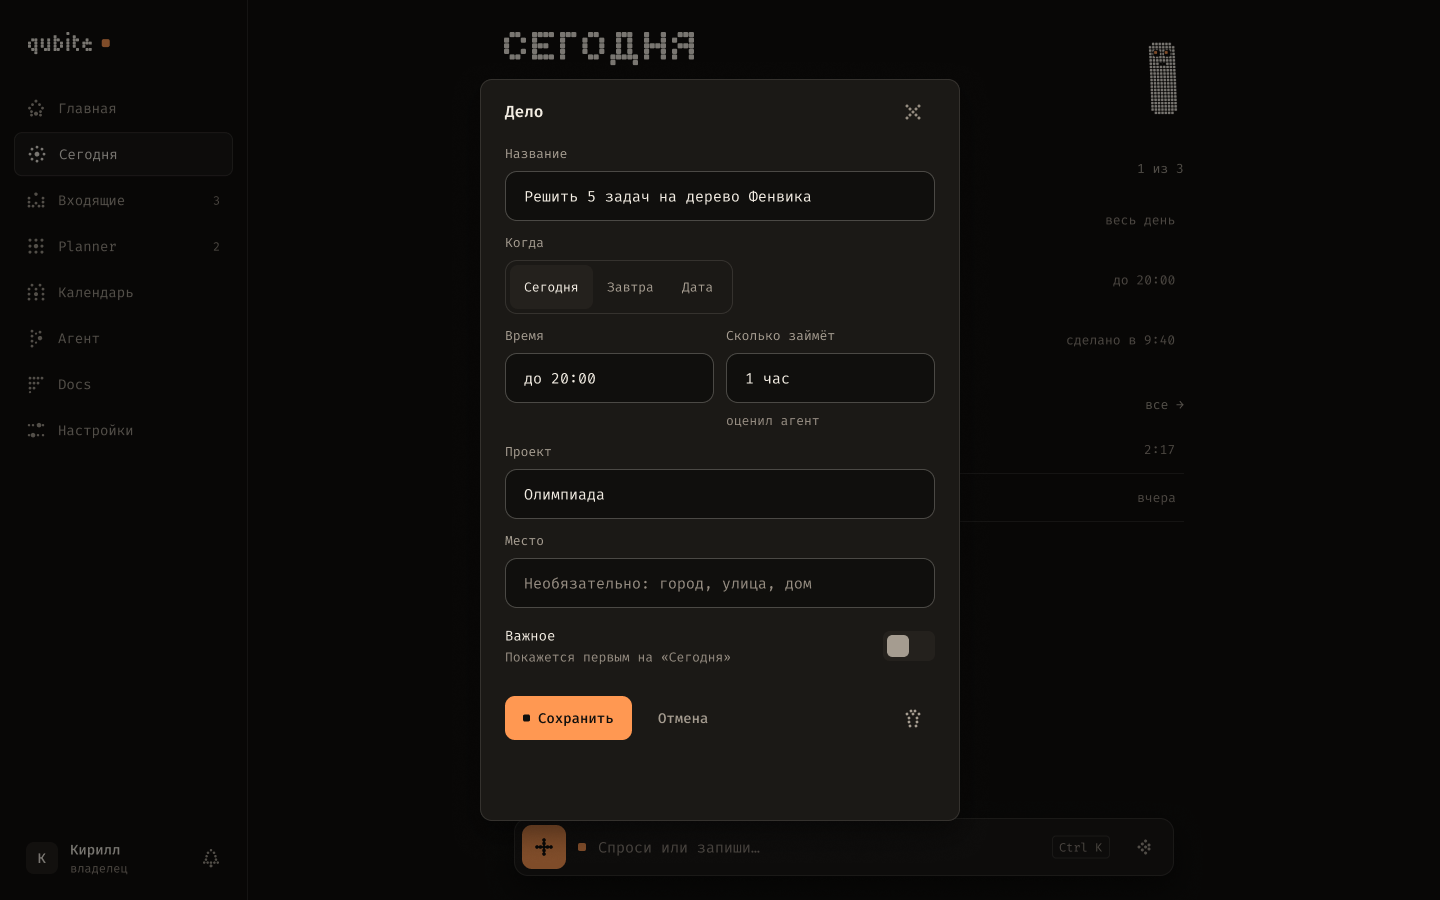 qubite
Главная
Сегодня
Входящие 3
Planner 2
Календарь
Агент
Docs
Настройки
Кирилл
владелец
К
СЕГОДНЯ
1 из 3
весь день
до 20:00
сделано в 9:40
все →
2:17
вчера
Дело
Название
Решить 5 задач на дерево Фенвика
Когда
Сегодня Завтра Дата
Время Сколько займёт
до 20:00 1 час
оценил агент
Проект
Олимпиада
Место
Необязательно: город, улица, дом
Важное
Покажется первым на «Сегодня»
Сохранить Отмена
Спроси или запиши… Ctrl K